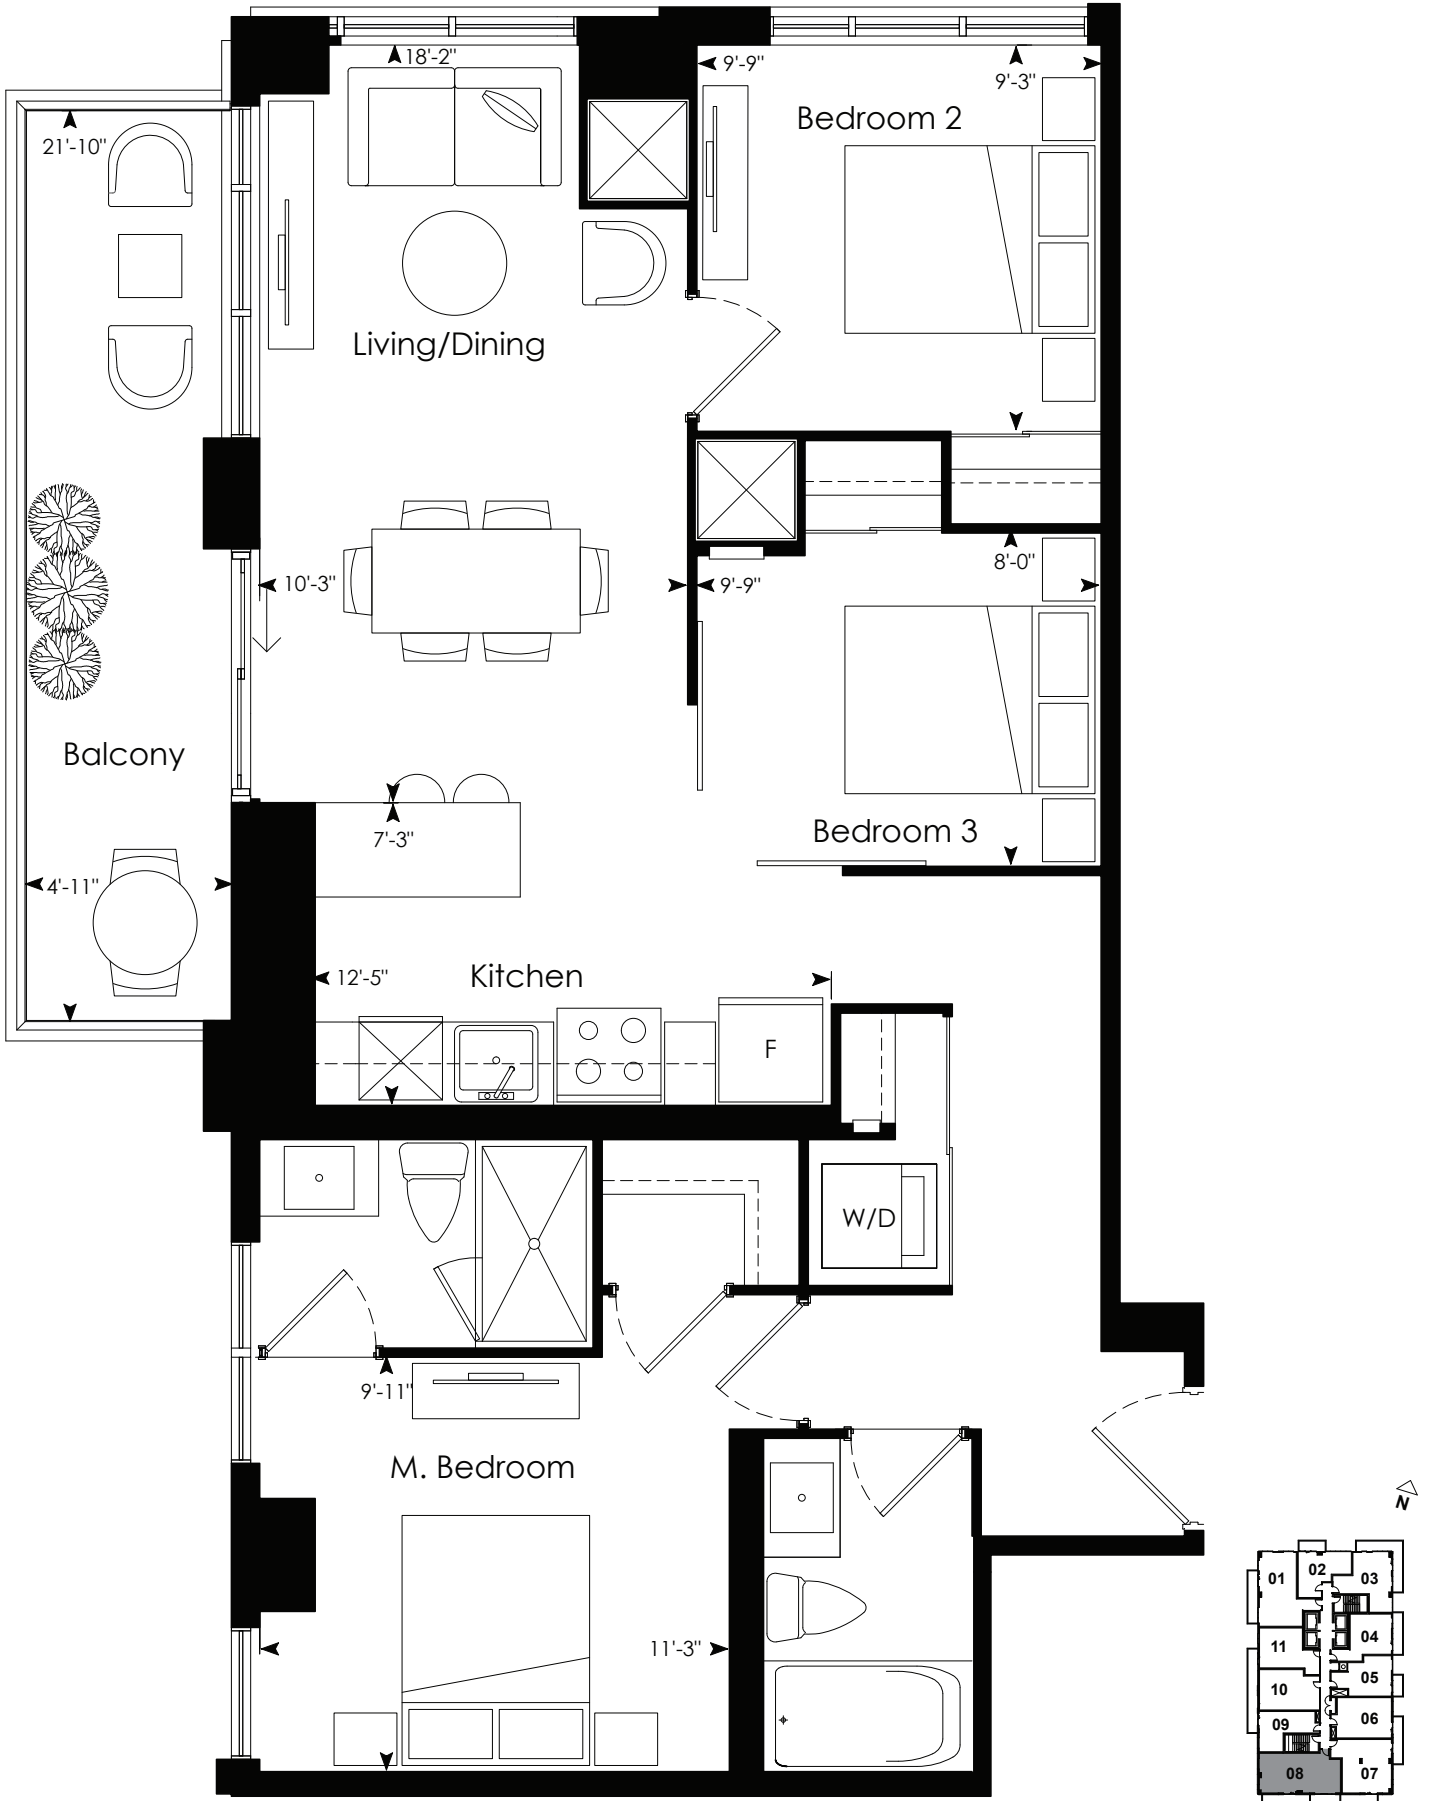 18'-2"
9'-9"
9'-3"
Bedroom 2
21'-10"
Living/Dining
8'-0"
10'-3"
9'-9"
Balcony
Bedroom 3
7'-3"
4'-11"
Kitchen
12'-5"
F
W/D
9'-11"
M. Bedroom
11'-3"
N
01
02
03
04
11
05
10
06
09
08
07